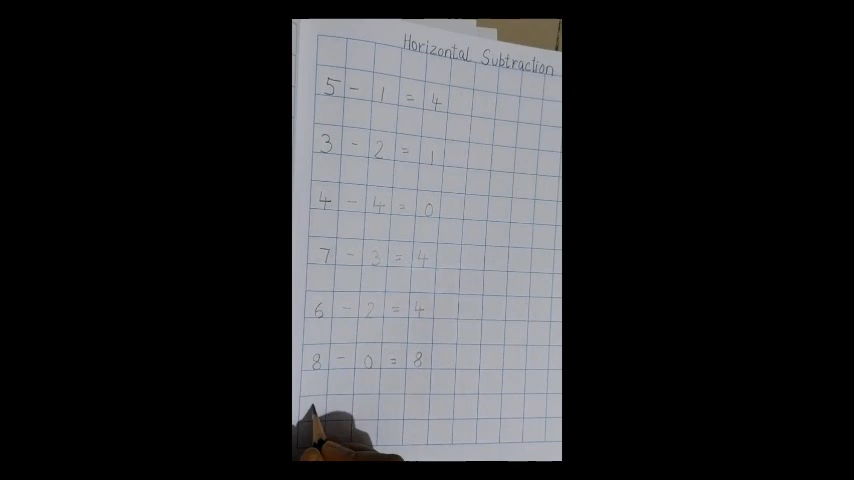 Horizontal Subtraction
5 - 1 = 4
3 - 2 = 1
4 - 4 = 0
7 - 3 = 4
6 - 2 = 4
8 - 0 = 8